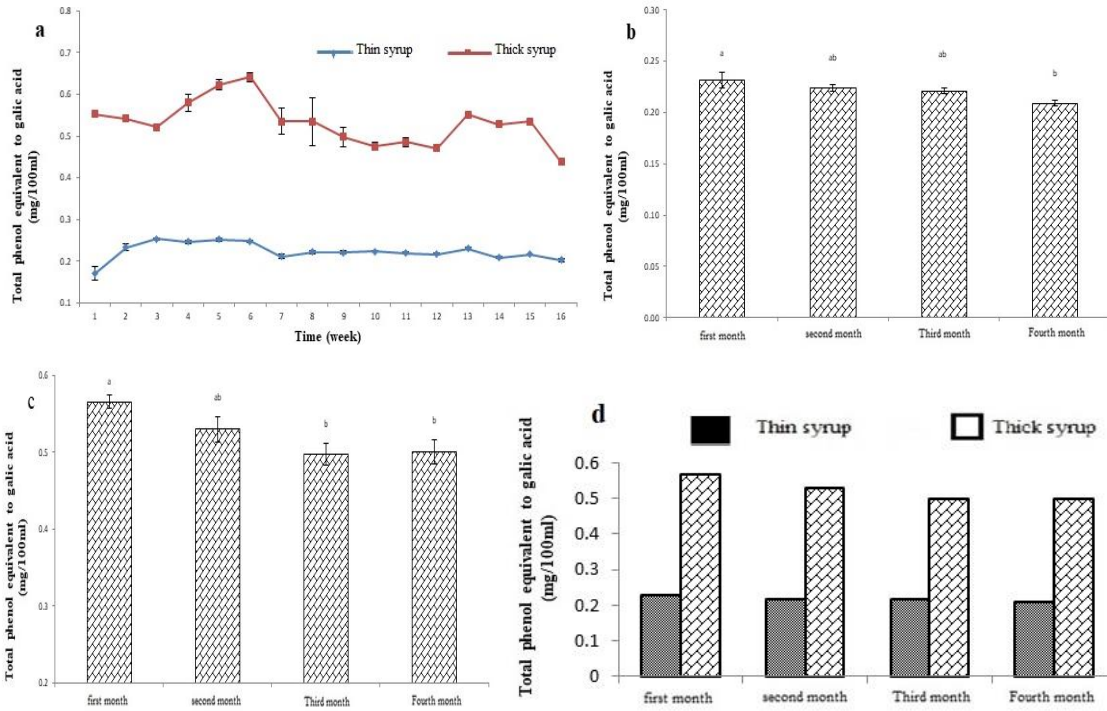 a
Thin syrup
Thick syrup
Total phenol equivalent to galic acid
(mg/100ml)
0.8
0.7
0.6
0.5
0.4
0.3
0.2
0.1
1 2 3 4 5 6 7 8 9 10 11 12 13 14 15 16
Time (week)
b
Total phenol equivalent to galic acid
(mg/100ml)
0.30
0.25
0.20
0.15
0.10
0.05
0.00
a ab ab b
first month second month Third month Fourth month
c
Total phenol equivalent to galic acid
(mg/100ml)
0.6
0.5
0.4
0.3
0.2
a ab b b
first month second month Third month Fourth month
d
Thin syrup
Thick syrup
Total phenol equivalent to galic acid
(mg/100ml)
0.6
0.5
0.4
0.3
0.2
0.1
0
first month second month Third month Fourth month